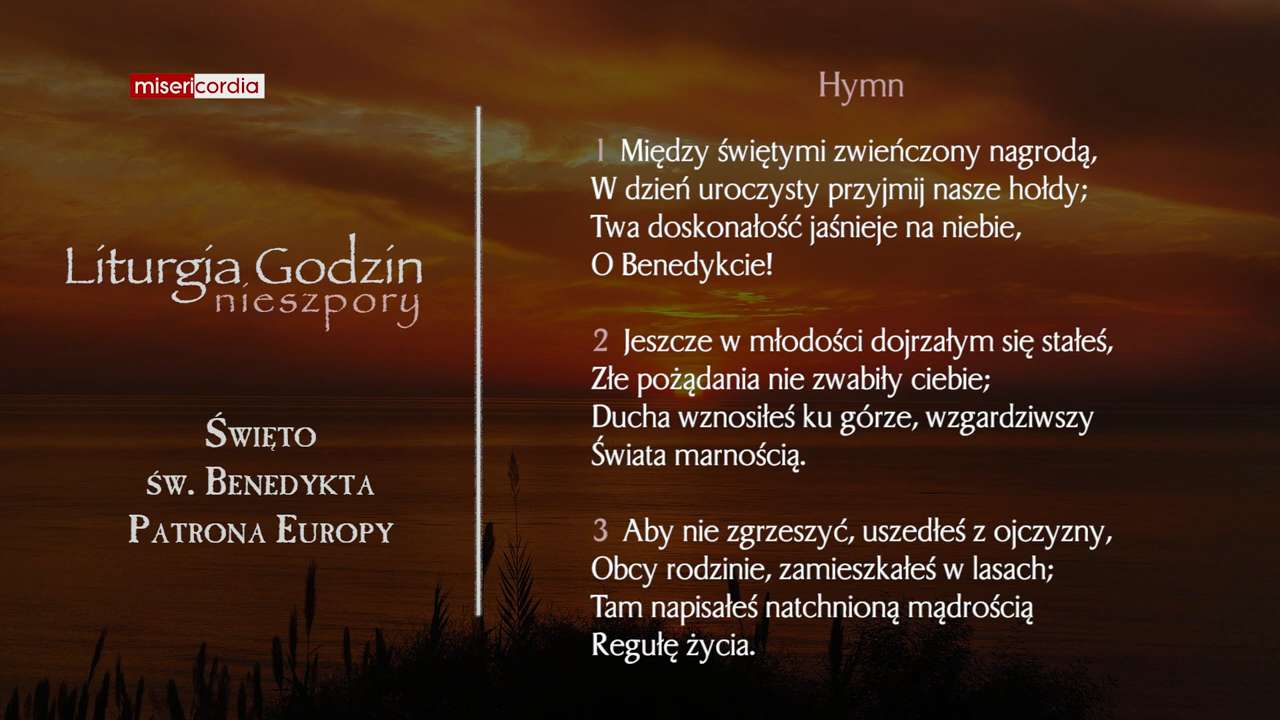 misericordia
Liturgia Godzin
nieszpory
Święto
św. Benedykta
Patrona Europy
Hymn
1 Między świętymi zwieńczony nagrodą,
W dzień uroczysty przyjmij nasze hołdy;
Twa doskonałość jaśnieje na niebie,
O Benedykcie!
2 Jeszcze w młodości dojrzałym się stałeś,
Złe pożądania nie zwabiły ciebie;
Ducha wznosiłeś ku górze, wzgardziwszy
Świata marnością.
3 Aby nie zgrzeszyć, uszedłeś z ojczyzny,
Obcy rodzinie, zamieszkałeś w lasach;
Tam napisałeś natchnioną mądrością
Regułę życia.